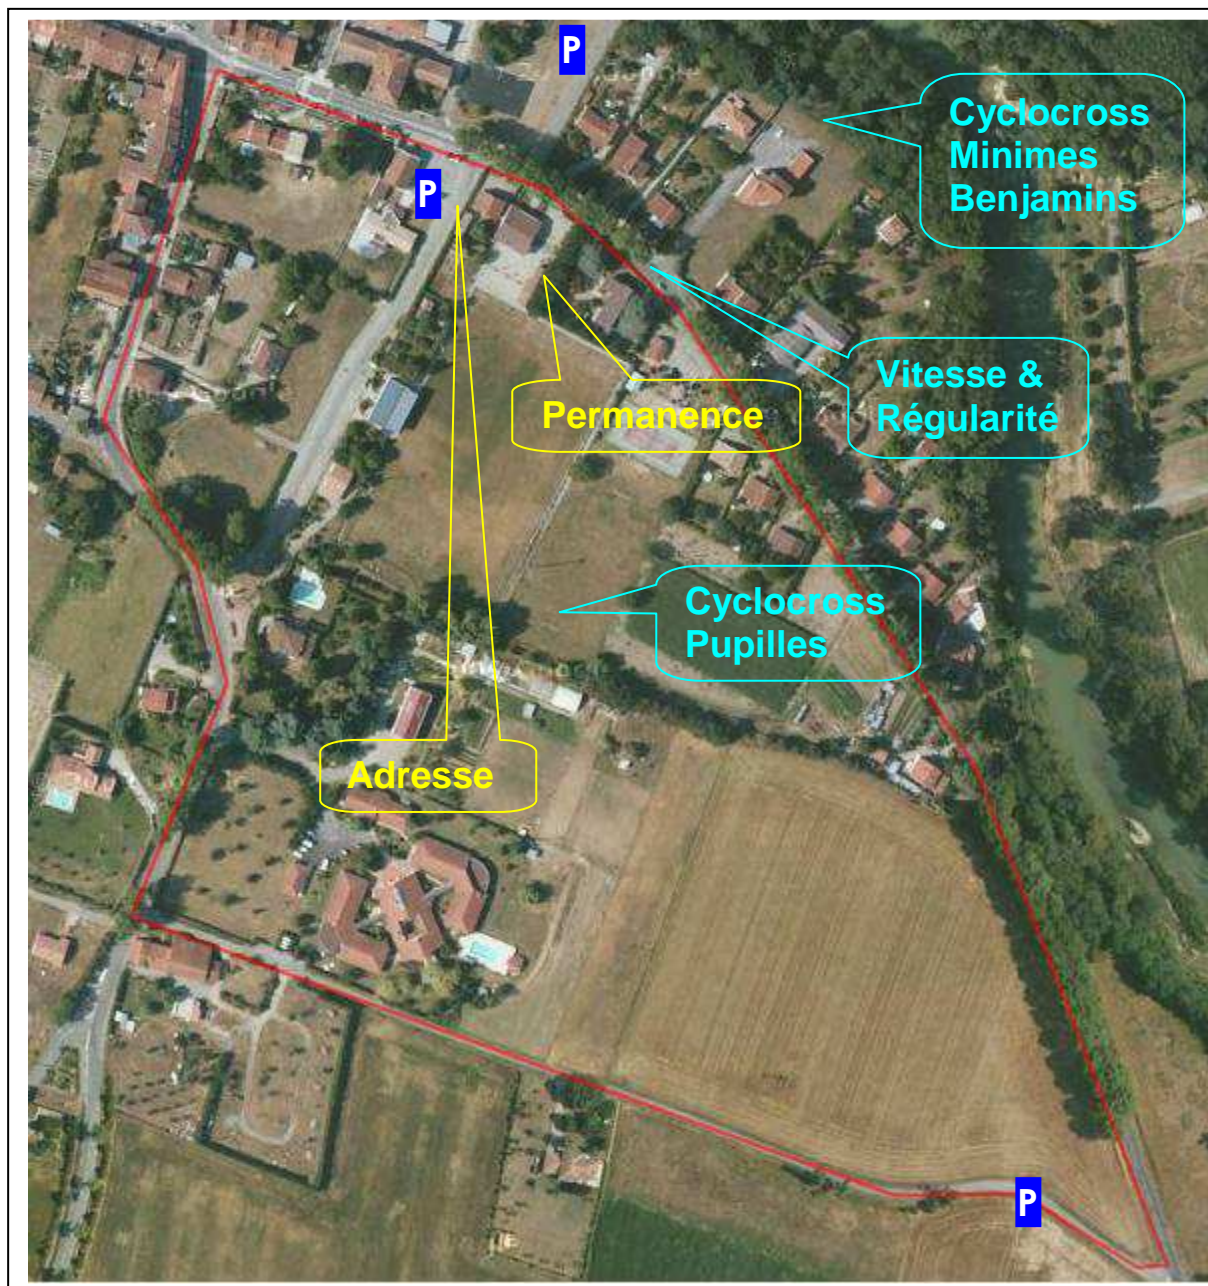 P
Cyclocross
Minimes
Benjamins
P
Vitesse &
Régularité
Permanence
Cyclocross
Pupilles
Adresse
P